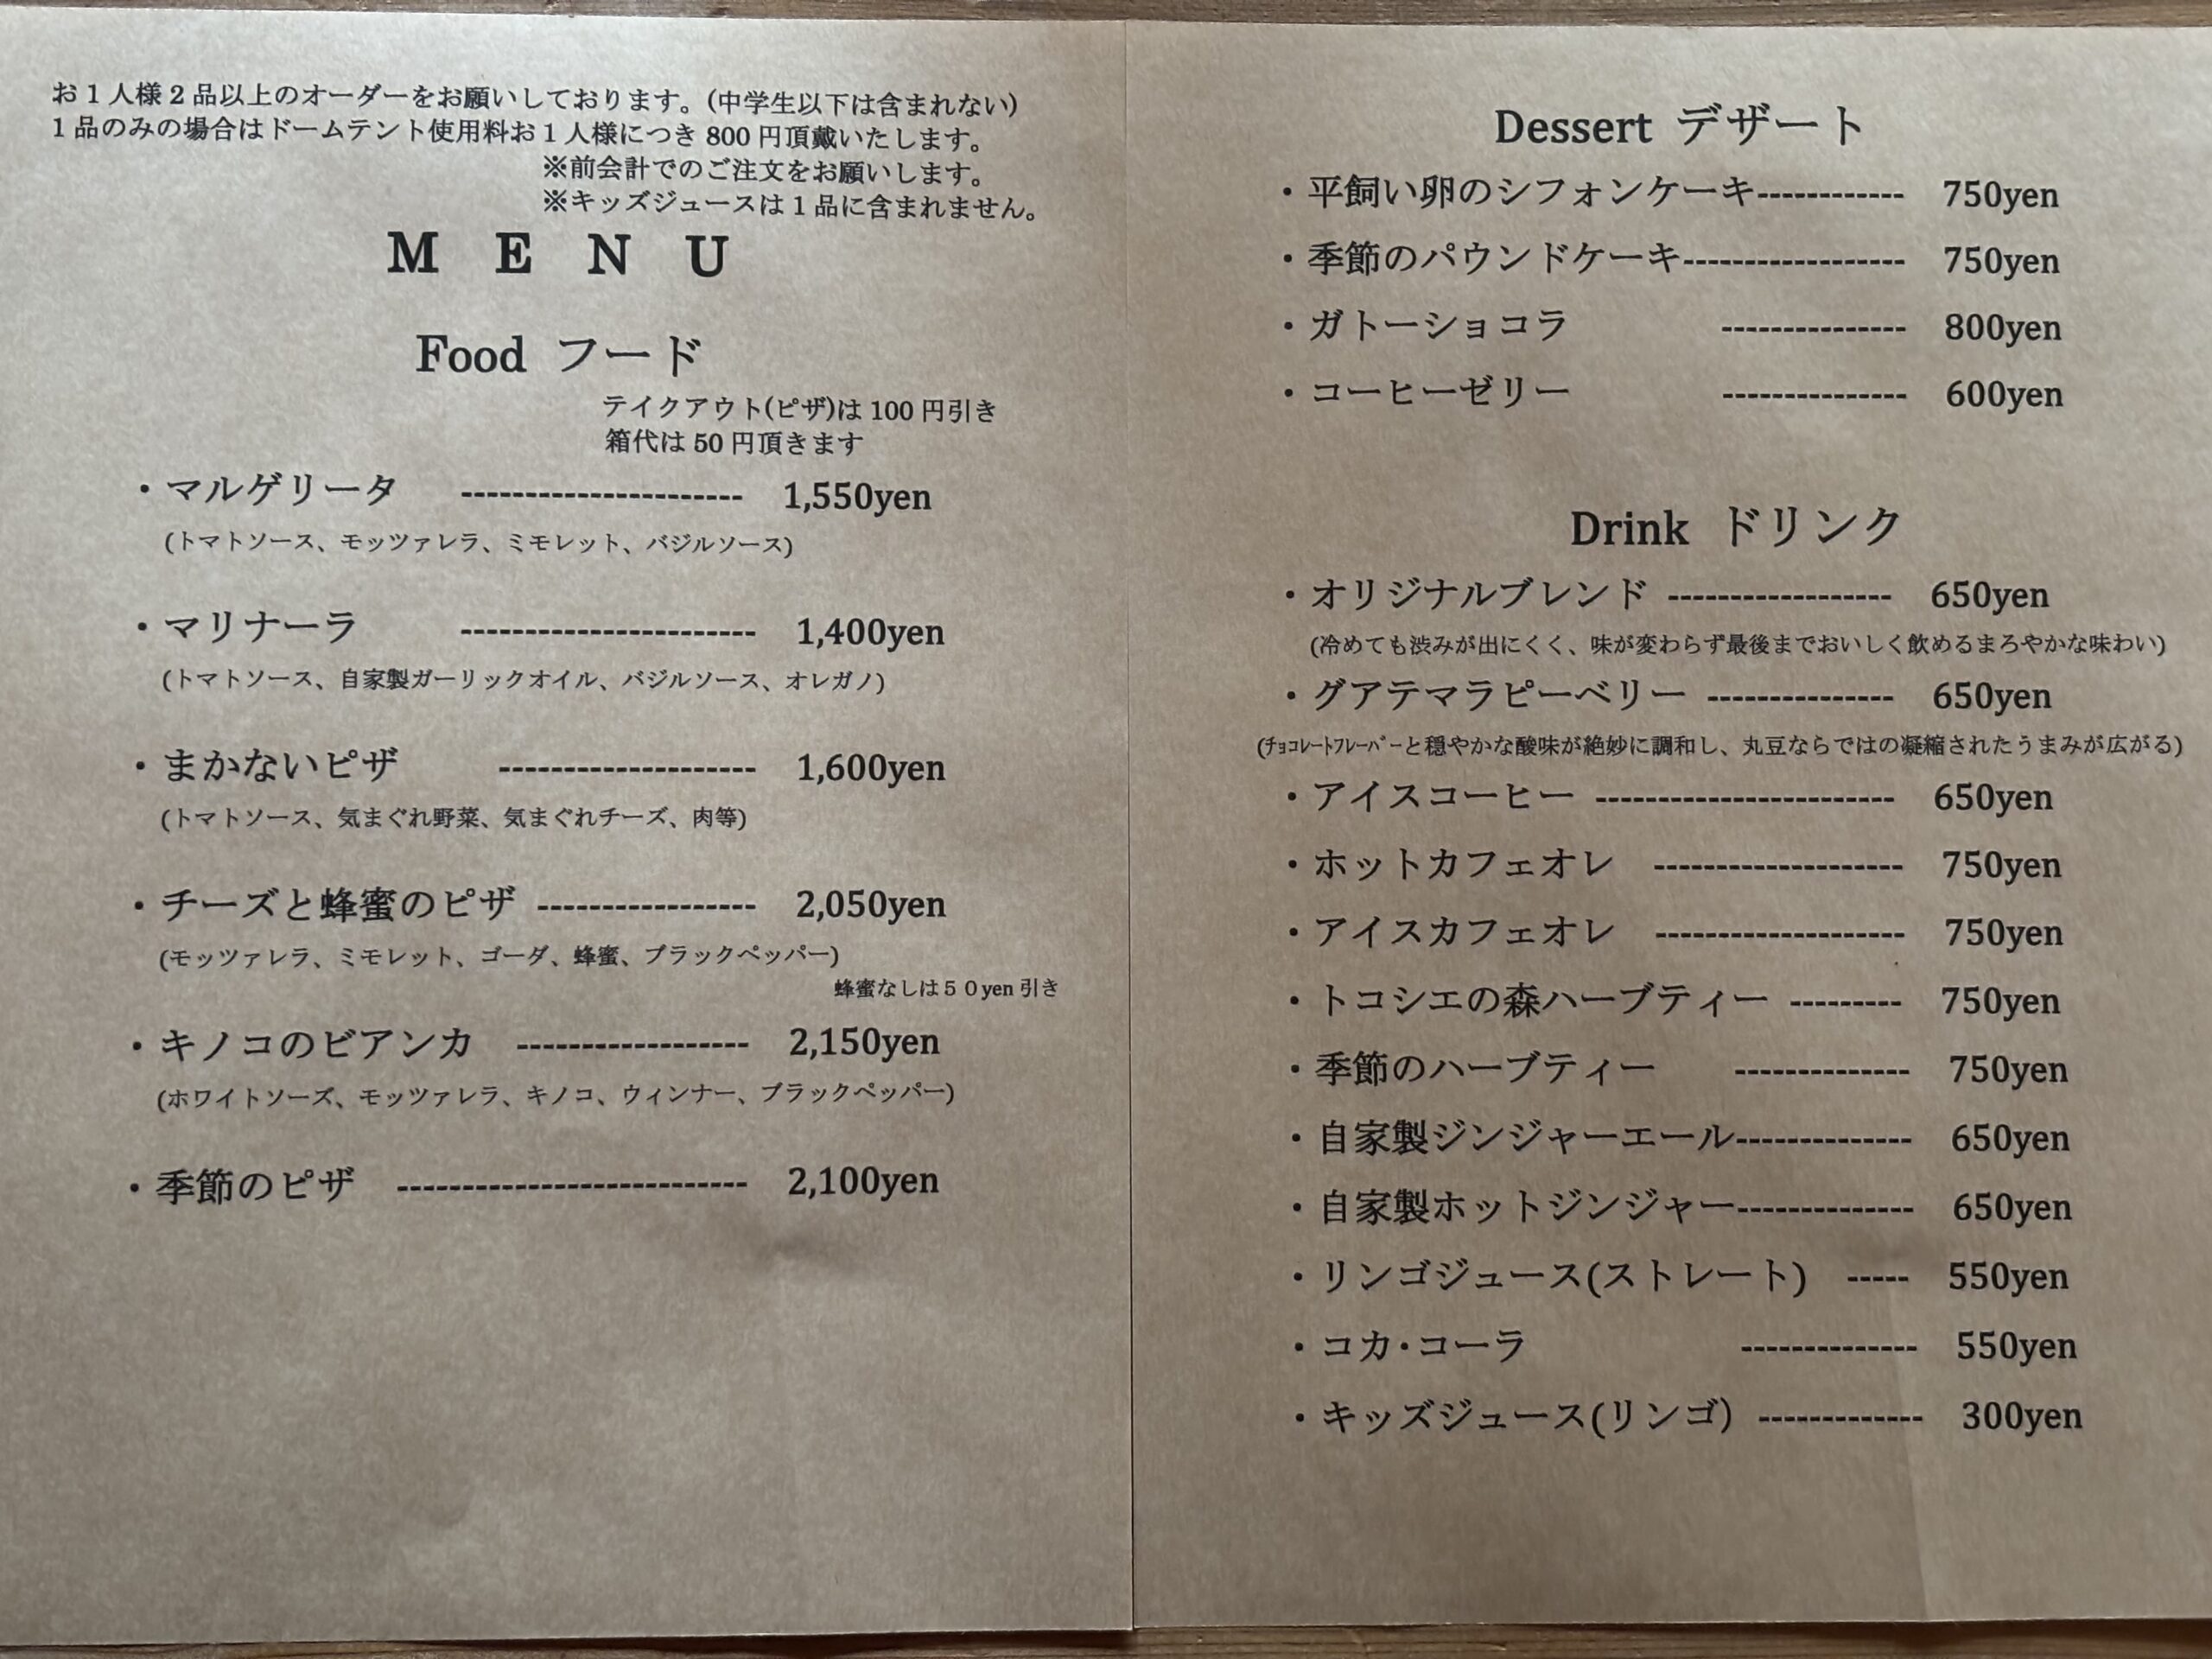 お1人様2品以上のオーダーをお願いしております。(中学生以下は含まれない)
1品のみの場合はドームテント使用料お1人様につき 800 円頂戴いたします。
※前会計でのご注文をお願いします。
※キッズジュースは1品に含まれません。
M E N U
Food フード
テイクアウト(ピザ)は 100 円引き
箱代は 50 円頂きます
・マルゲリータ ---------------------- 1,550yen
(トマトソース、モッツァレラ、ミモレット、バジルソース)
・マリナーラ ----------------------- 1,400yen
(トマトソース、自家製ガーリックオイル、バジルソース、オレガノ)
・まかないピザ -------------------- 1,600yen
(トマトソース、気まぐれ野菜、気まぐれチーズ、肉等)
・チーズと蜂蜜のピザ ----------------- 2,050yen
(モッツァレラ、ミモレット、ゴーダ、蜂蜜、ブラックペッパー)
蜂蜜なしは50yen 引き
・キノコのビアンカ ------------------ 2,150yen
(ホワイトソーズ、モッツァレラ、キノコ、ウィンナー、ブラックペッパー)
・季節のピザ --------------------------- 2,100yen
Dessert デザート
・平飼い卵のシフォンケーキ------------ 750yen
・季節のパウンドケーキ------------------ 750yen
・ガトーショコラ --------------- 800yen
・コーヒーゼリー --------------- 600yen
Drink ドリンク
・オリジナルブレンド ------------------ 650yen
(冷めても渋みが出にくく、味が変わらず最後までおいしく飲めるまろやかな味わい)
・グアテマラピーベリー --------------- 650yen
(ﾁｮｺﾚｰﾄﾌﾚｰﾊﾞｰと穏やかな酸味が絶妙に調和し、丸豆ならではの凝縮されたうまみが広がる)
・アイスコーヒー ------------------------ 650yen
・ホットカフェオレ -------------------- 750yen
・アイスカフェオレ -------------------- 750yen
・トコシエの森ハーブティー --------- 750yen
・季節のハーブティー -------------- 750yen
・自家製ジンジャーエール-------------- 650yen
・自家製ホットジンジャー-------------- 650yen
・リンゴジュース(ストレート) ----- 550yen
・コカ・コーラ -------------- 550yen
・キッズジュース(リンゴ) ------------- 300yen